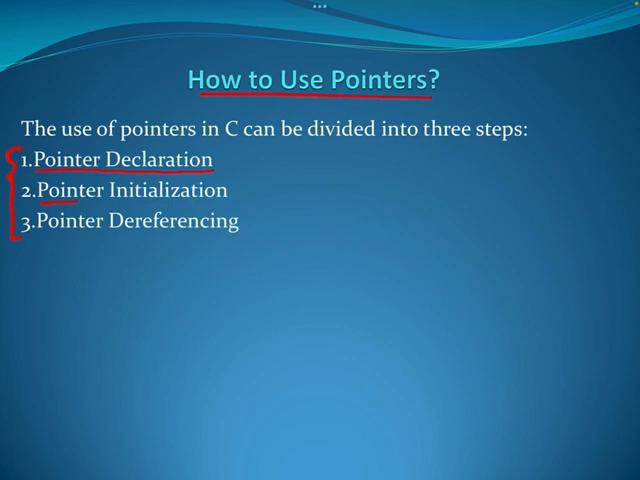 How to Use Pointers?
The use of pointers in C can be divided into three steps:
1.Pointer Declaration
2.Pointer Initialization
3.Pointer Dereferencing